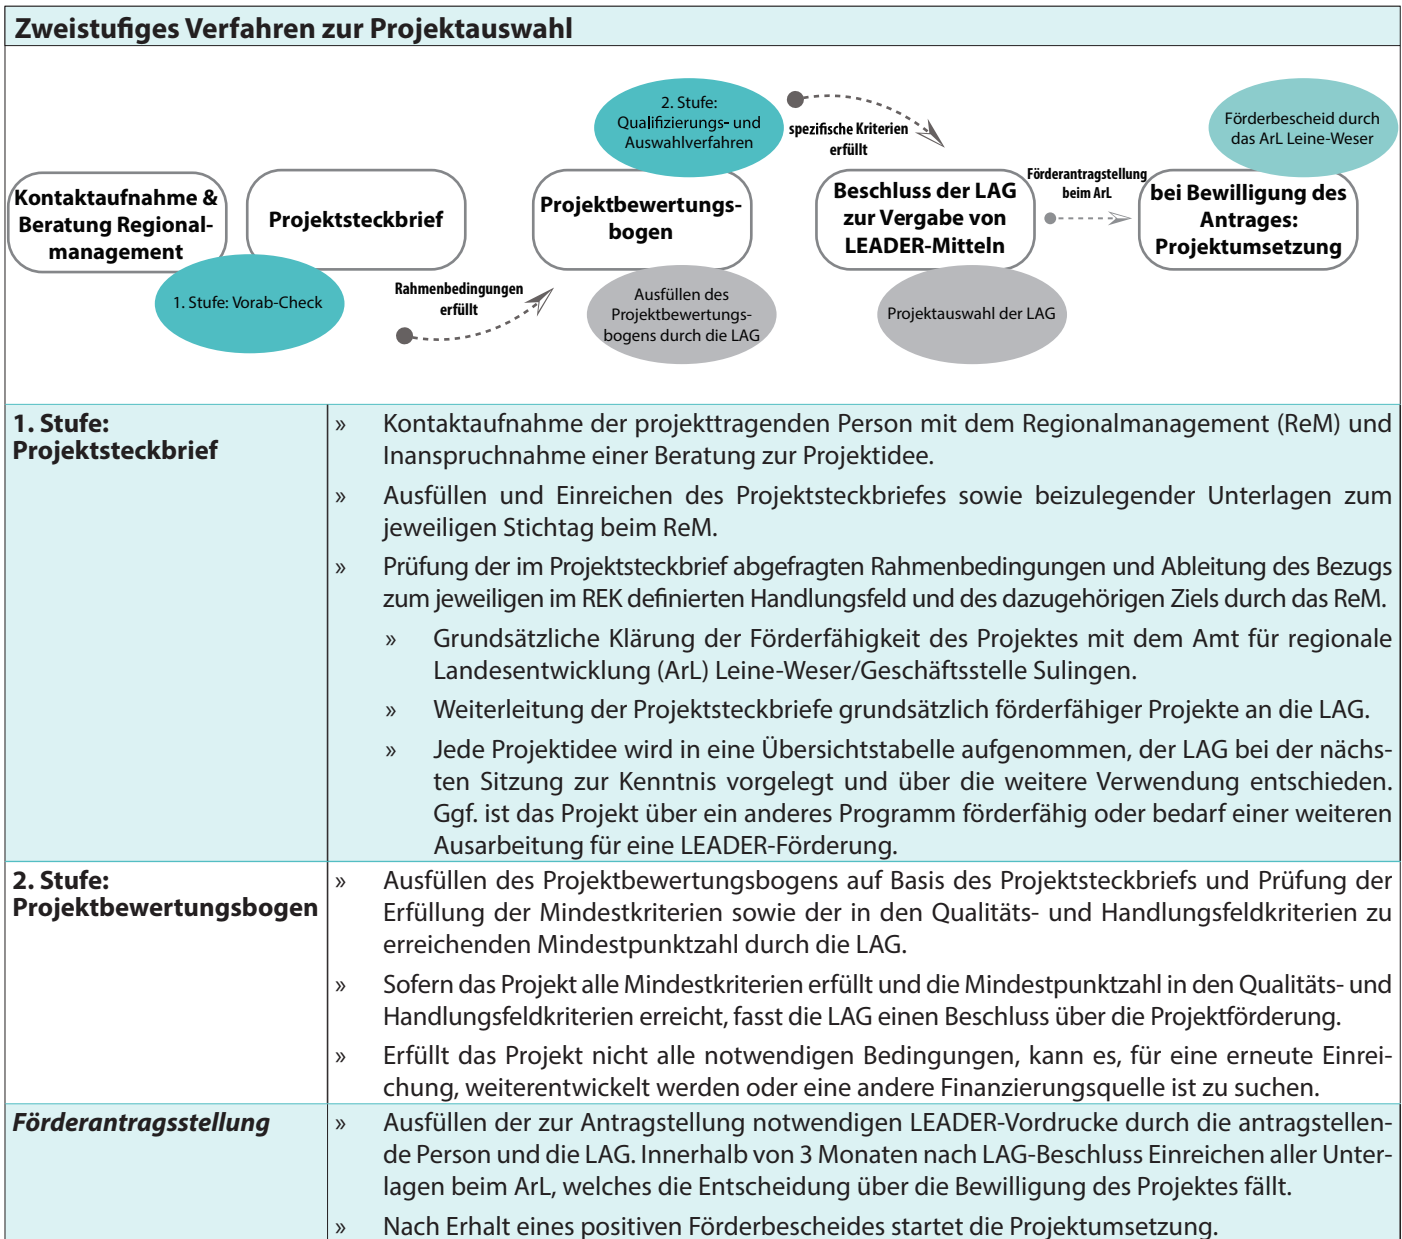 Zweistufiges Verfahren zur Projektauswahl
Kontaktaufnahme &
Beratung Regional-
management
1. Stufe: Vorab-Check
Projektsteckbrief
Rahmenbedingungen
erfüllt
2. Stufe:
Qualifizierungs- und
Auswahlverfahren
Projektbewertungs-
bogen
Ausfüllen des
Projektbewertungs-
bogens durch die LAG
spezifische Kriterien
erfüllt
Beschluss der LAG
zur Vergabe von
LEADER-Mitteln
Projektauswahl der LAG
Förderantragstellung
beim ArL
Förderbescheid durch
das ArL Leine-Weser
bei Bewilligung des
Antrages:
Projektumsetzung
1. Stufe:
Projektsteckbrief
» Kontaktaufnahme der projekttragenden Person mit dem Regionalmanagement (ReM) und
Inanspruchnahme einer Beratung zur Projektidee.
» Ausfüllen und Einreichen des Projektsteckbriefes sowie beizulegender Unterlagen zum
jeweiligen Stichtag beim ReM.
» Prüfung der im Projektsteckbrief abgefragten Rahmenbedingungen und Ableitung des Bezugs
zum jeweiligen im REK definierten Handlungsfeld und des dazugehörigen Ziels durch das ReM.
» Grundsätzliche Klärung der Förderfähigkeit des Projektes mit dem Amt für regionale
Landesentwicklung (ArL) Leine-Weser/Geschäftsstelle Sulingen.
» Weiterleitung der Projektsteckbriefe grundsätzlich förderfähiger Projekte an die LAG.
» Jede Projektidee wird in eine Übersichtstabelle aufgenommen, der LAG bei der nächs-
ten Sitzung zur Kenntnis vorgelegt und über die weitere Verwendung entschieden.
Ggf. ist das Projekt über ein anderes Programm förderfähig oder bedarf einer weiteren
Ausarbeitung für eine LEADER-Förderung.
2. Stufe:
Projektbewertungsbogen
» Ausfüllen des Projektbewertungsbogens auf Basis des Projektsteckbriefs und Prüfung der
Erfüllung der Mindestkriterien sowie der in den Qualitäts- und Handlungsfeldkriterien zu
erreichenden Mindestpunktzahl durch die LAG.
» Sofern das Projekt alle Mindestkriterien erfüllt und die Mindestpunktzahl in den Qualitäts- und
Handlungsfeldkriterien erreicht, fasst die LAG einen Beschluss über die Projektförderung.
» Erfüllt das Projekt nicht alle notwendigen Bedingungen, kann es, für eine erneute Einrei-
chung, weiterentwickelt werden oder eine andere Finanzierungsquelle ist zu suchen.
Förderantragsstellung
» Ausfüllen der zur Antragstellung notwendigen LEADER-Vordrucke durch die antragstellen-
de Person und die LAG. Innerhalb von 3 Monaten nach LAG-Beschluss Einreichen aller Unter-
lagen beim ArL, welches die Entscheidung über die Bewilligung des Projektes fällt.
» Nach Erhalt eines positiven Förderbescheides startet die Projektumsetzung.